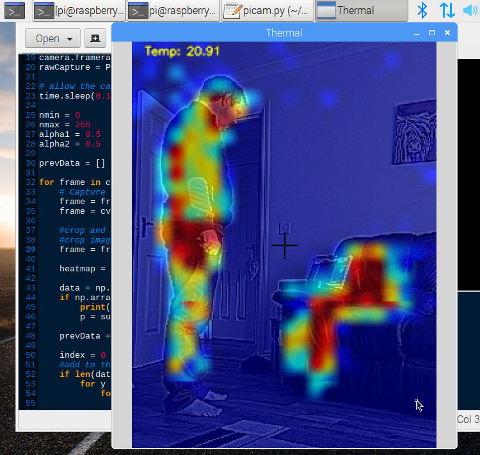 [pi@raspberry...
pi@raspberry...
picam.py (~/...
Thermal
Open
Thermal
Temp: 20.91
19 camera.framera
20 rawCapture = P
21
22 # allow the ca
23 time.sleep(0.1
24
25 nmin = 0
26 nmax = 256
27 alpha1 = 0.5
28 alpha2 = 0.5
29
30 prevData = []
31
32 for frame in c
33 # Capture
34 frame = fr
35 frame = cv
36
37 #crop and
38 #crop imag
39 frame = fr
40
41 heatmap =
42
43 data = np.
44 if np.arra
45 print(
46 p = su
47
48 prevData =
49
50 index = 0
51 #add to th
52 if len(dat
53 for y
54 fo
55
Col 3